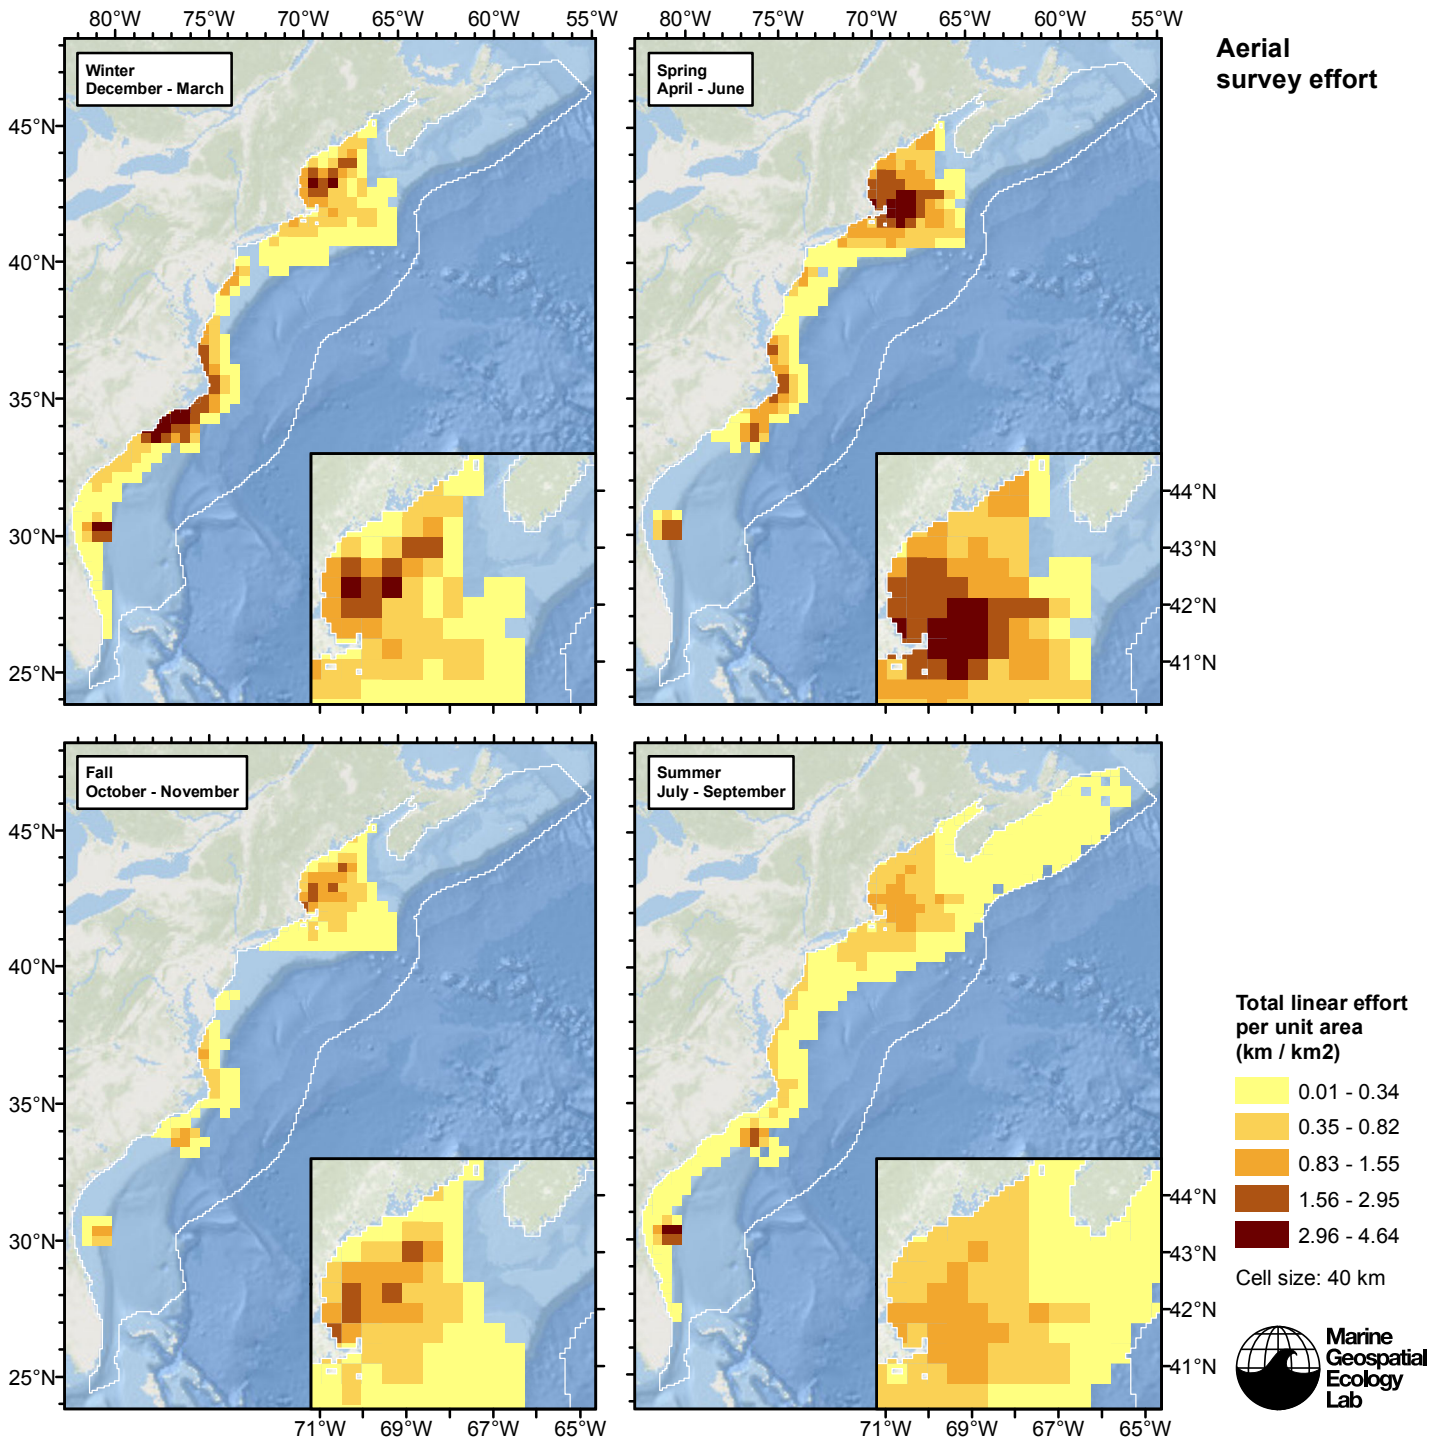 80°W 75°W 70°W 65°W 60°W 55°W
80°W 75°W 70°W 65°W 60°W 55°W
Aerial
survey effort
Winter
December - March
Spring
April - June
45°N
40°N
35°N
30°N
25°N
44°N
43°N
42°N
41°N
Fall
October - November
Summer
July - September
45°N
40°N
35°N
30°N
25°N
44°N
43°N
42°N
41°N
71°W 69°W 67°W 65°W
71°W 69°W 67°W 65°W
Total linear effort
per unit area
(km / km2)
0.01 - 0.34
0.35 - 0.82
0.83 - 1.55
1.56 - 2.95
2.96 - 4.64
Cell size: 40 km
Marine
Geospatial
Ecology
Lab